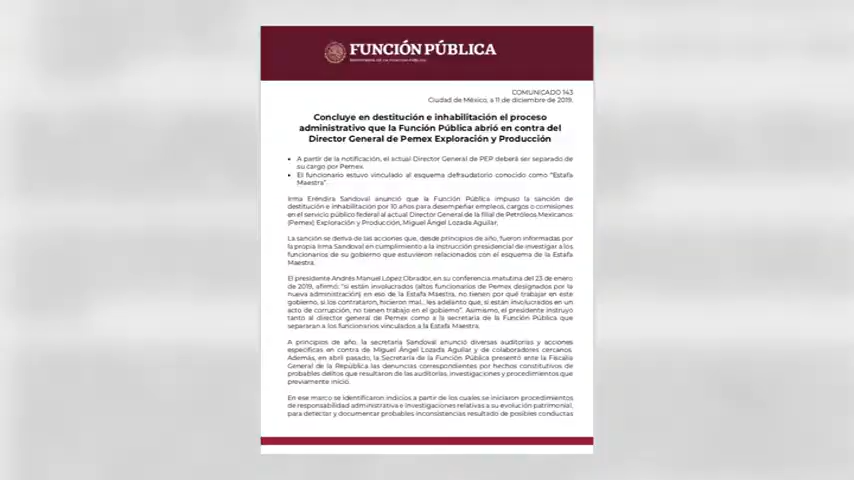 FUNCIÓN PÚBLICA
SECRETARÍA DE LA FUNCIÓN PÚBLICA
COMUNICADO 143
Ciudad de México, a 11 de diciembre de 2019.
Concluye en destitución e inhabilitación el proceso
administrativo que la Función Pública abrió en contra del
Director General de Pemex Exploración y Producción
• A partir de la notificación, el actual Director General de PEP deberá ser separado de
su cargo por Pemex.
• El funcionario estuvo vinculado al esquema defraudatorio conocido como “Estafa
Maestra”.
Irma Eréndira Sandoval anunció que la Función Pública impuso la sanción de
destitución e inhabilitación por 10 años para desempeñar empleos, cargos o comisiones
en el servicio público federal al actual Director General de la filial de Petróleos Mexicanos
(Pemex) Exploración y Producción, Miguel Ángel Lozada Aguilar.
La sanción se deriva de las acciones que, desde principios de año, fueron informadas por
la propia Irma Sandoval en cumplimiento a la instrucción presidencial de investigar a los
funcionarios de su gobierno que estuvieron relacionados con el esquema de la Estafa
Maestra.
El presidente Andrés Manuel López Obrador, en su conferencia matutina del 23 de enero
de 2019, afirmó: “si están involucrados (altos funcionarios de Pemex, designados por la
nueva administración) en eso de la Estafa Maestra, no tienen por qué trabajar en este
gobierno, si los contrataron, hicieron mal... les adelanto que, si están involucrados en un
acto de corrupción, no tienen trabajo en el gobierno”. Asimismo, el presidente instruyó
tanto al director general de Pemex como a la secretaria de la Función Pública que
separaran a los funcionarios vinculados a la Estafa Maestra.
A principios de año, la secretaria Sandoval anunció diversas auditorías y acciones
específicas en contra de Miguel Ángel Lozada Aguilar y de colaboradores cercanos.
Además, en abril pasado, la Secretaría de la Función Pública presentó ante la Fiscalía
General de la República las denuncias correspondientes por hechos constitutivos de
probables delitos que resultaron de las auditorías, investigaciones y procedimientos que
previamente inició.
En ese marco se identificaron indicios a partir de los cuales se iniciaron procedimientos
de responsabilidad administrativa e investigaciones relativas a su evolución patrimonial,
para detectar y documentar probables inconsistencias resultado de posibles conductas